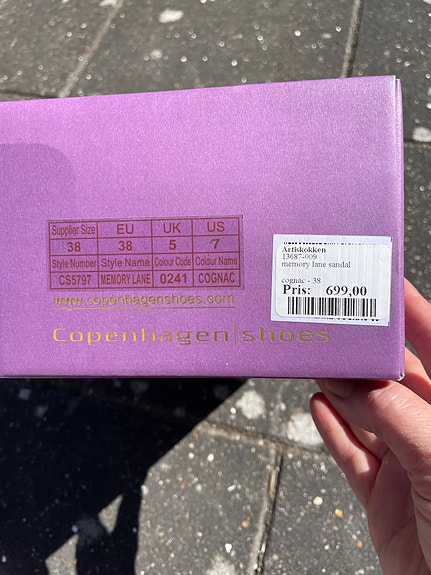 Supplier Size EU UK US
38 38 5 7
Style Number Style Name Colour Code Colour Name
CS5797 MEMORY LANE 0241 COGNAC
www.copenhagenshoes.com
Copenhagen|shoes
Artiskokken
13687-009
memory lane sandal
cognac - 38
Pris: 699,00